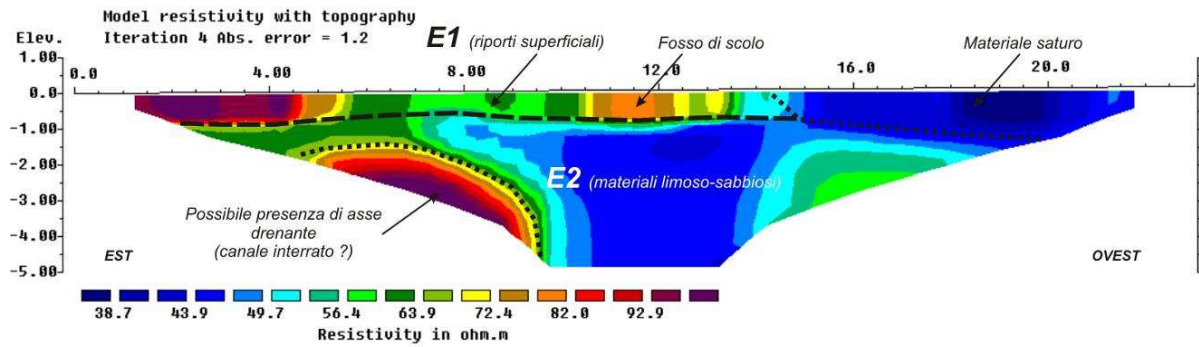 Model resistivity with topography
Elev. Iteration 4 Abs. error = 1.2
E1 (riporti superficiali)
Fosso di scolo
Materiale saturo
1.00
0.0 4.00 8.00 12.0 16.0 20.0
0.0
-1.00
-2.00
-3.00
-4.00
-5.00
E2 (materiali limoso-sabbiosi)
Possibile presenza di asse
drenante
(canale interrato ?)
EST
OVEST
38.7 43.9 49.7 56.4 63.9 72.4 82.0 92.9
Resistivity in ohm.m